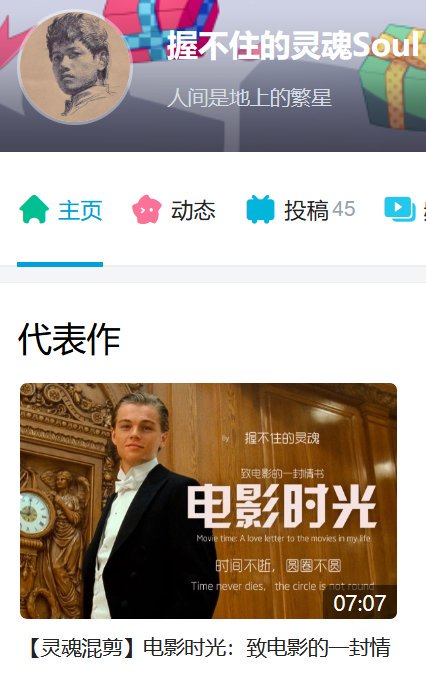 握不住的灵魂Soul
人间是地上的繁星
主页 动态 投稿 45
代表作
by 握不住的灵魂
致电影的一封情书
电影时光
Movie time: A love letter to the movies in my life
时间不断，圆圈不圆
Time never dies, the circle is not round
07:07
【灵魂混剪】电影时光：致电影的一封情